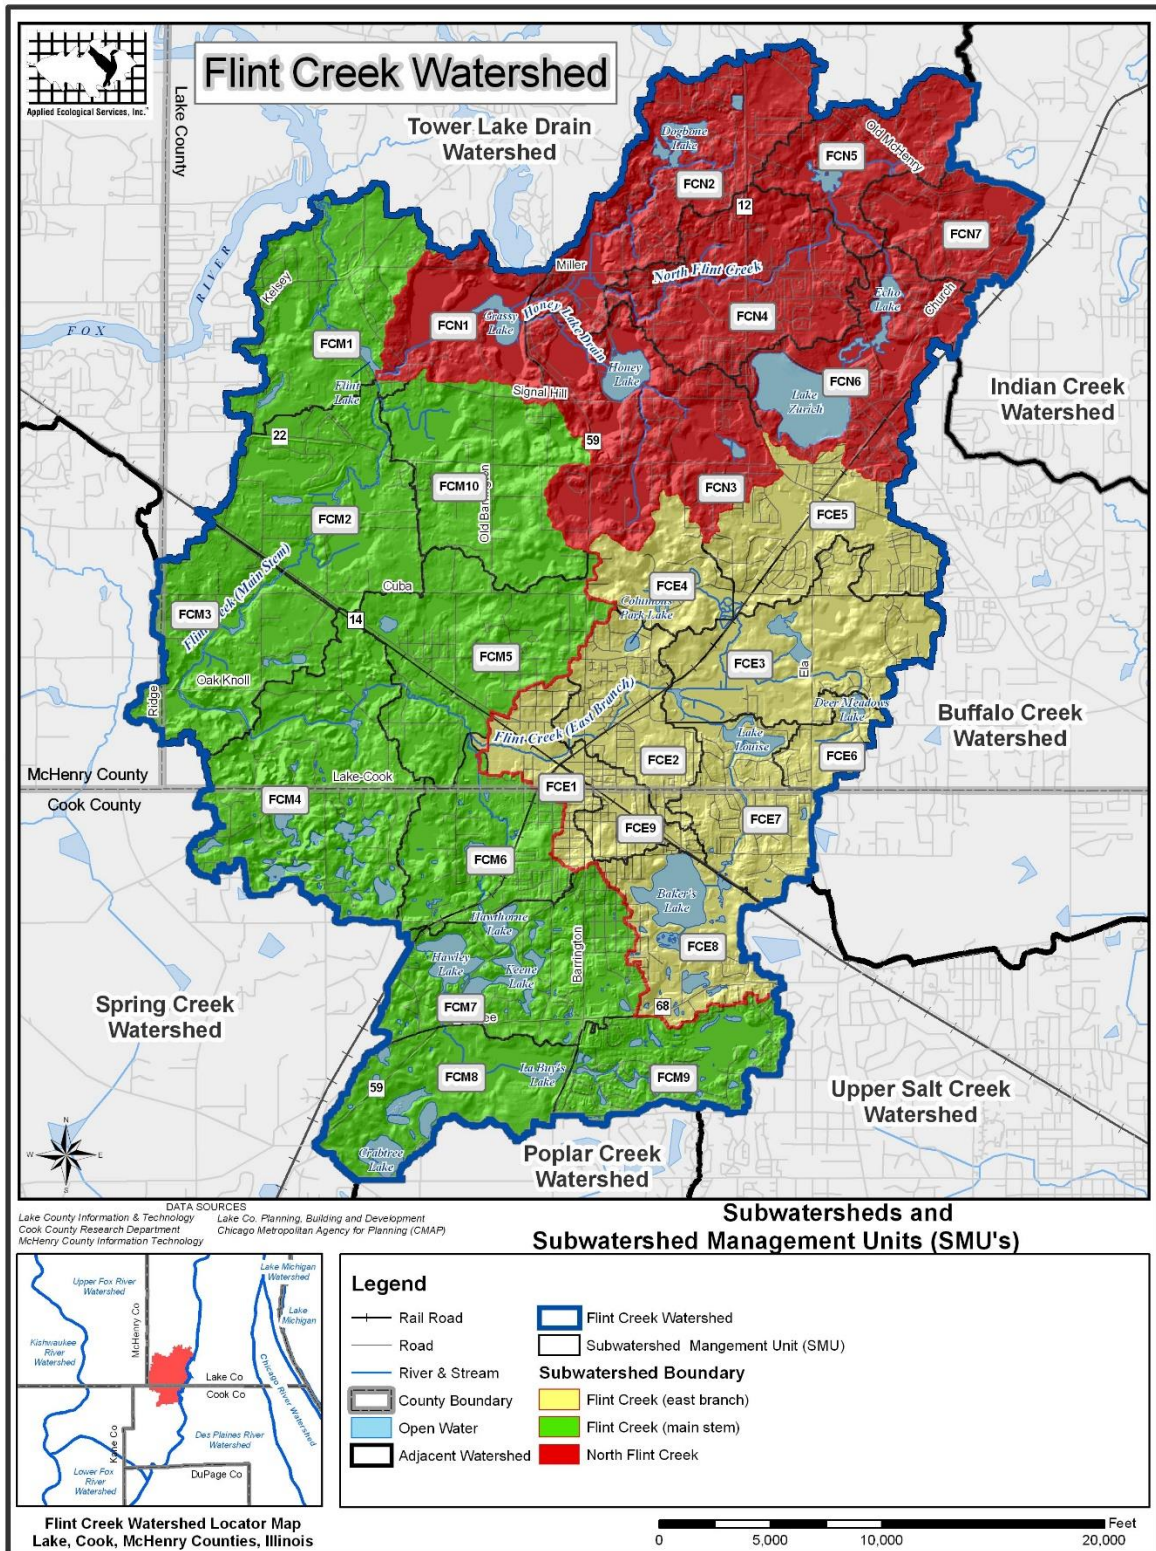 Applied Ecological Services, Inc.™
Flint Creek Watershed
Lake County
Tower Lake Drain
Watershed
Old McHenry
Dogbone
Lake
FCN5
FCN2
12
FCN7
RIVER
FOX
Kelsey
Miller
North Flint Creek
Church
Echo
Lake
FCN1
Grassy
Lake
Honey Lake Drain
FCN4
FCM1
Flint
Lake
Honey
Lake
Signal Hill
Lake
Zurich
FCN6
Indian Creek
Watershed
22
59
FCM10
Old Barrington
FCN3
FCM2
FCE5
Flint Creek (Main Stem)
Cuba
FCE4
FCM3
14
Park Lake
FCM5
FCE3
Ela
Oak Knoll
Ridge
Flint Creek (East Branch)
Deer Meadows
Lake
Buffalo Creek
Watershed
Lake
Louise
FCE2
FCE6
McHenry County
Lake-Cook
FCE1
Cook County
FCM4
FCE9
FCE7
FCM6
Baker's
Lake
Hawthorne
Lake
Barrington
FCE8
Hawley
Lake
Keene
Lake
Spring Creek
Watershed
FCM7
68
59
FCM8
La Buy's
Lake
FCM9
Upper Salt Creek
Watershed
N
W
E
S
Crabtree
Lake
Poplar Creek
Watershed
DATA SOURCES
Lake County Information & Technology
Cook County Research Department
McHenry County Information Technology
Lake Co. Planning, Building and Development
Chicago Metropolitan Agency for Planning (CMAP)
Subwatersheds and
Subwatershed Management Units (SMU's)
Upper Fox River
Watershed
McHenry Co
Lake Michigan
Watershed
Lake
Michigan
Kishwaukee
River
Watershed
Lake Co
Cook Co
Chicago River Watershed
Kane Co
Des Plaines River
Watershed
Lower Fox
River
Watershed
DuPage Co
Flint Creek Watershed Locator Map
Lake, Cook, McHenry Counties, Illinois
Legend
Rail Road
Road
River & Stream
County Boundary
Open Water
Adjacent Watershed
Flint Creek Watershed
Subwatershed Mangement Unit (SMU)
Subwatershed Boundary
Flint Creek (east branch)
Flint Creek (main stem)
North Flint Creek
Feet
0 5,000 10,000 20,000